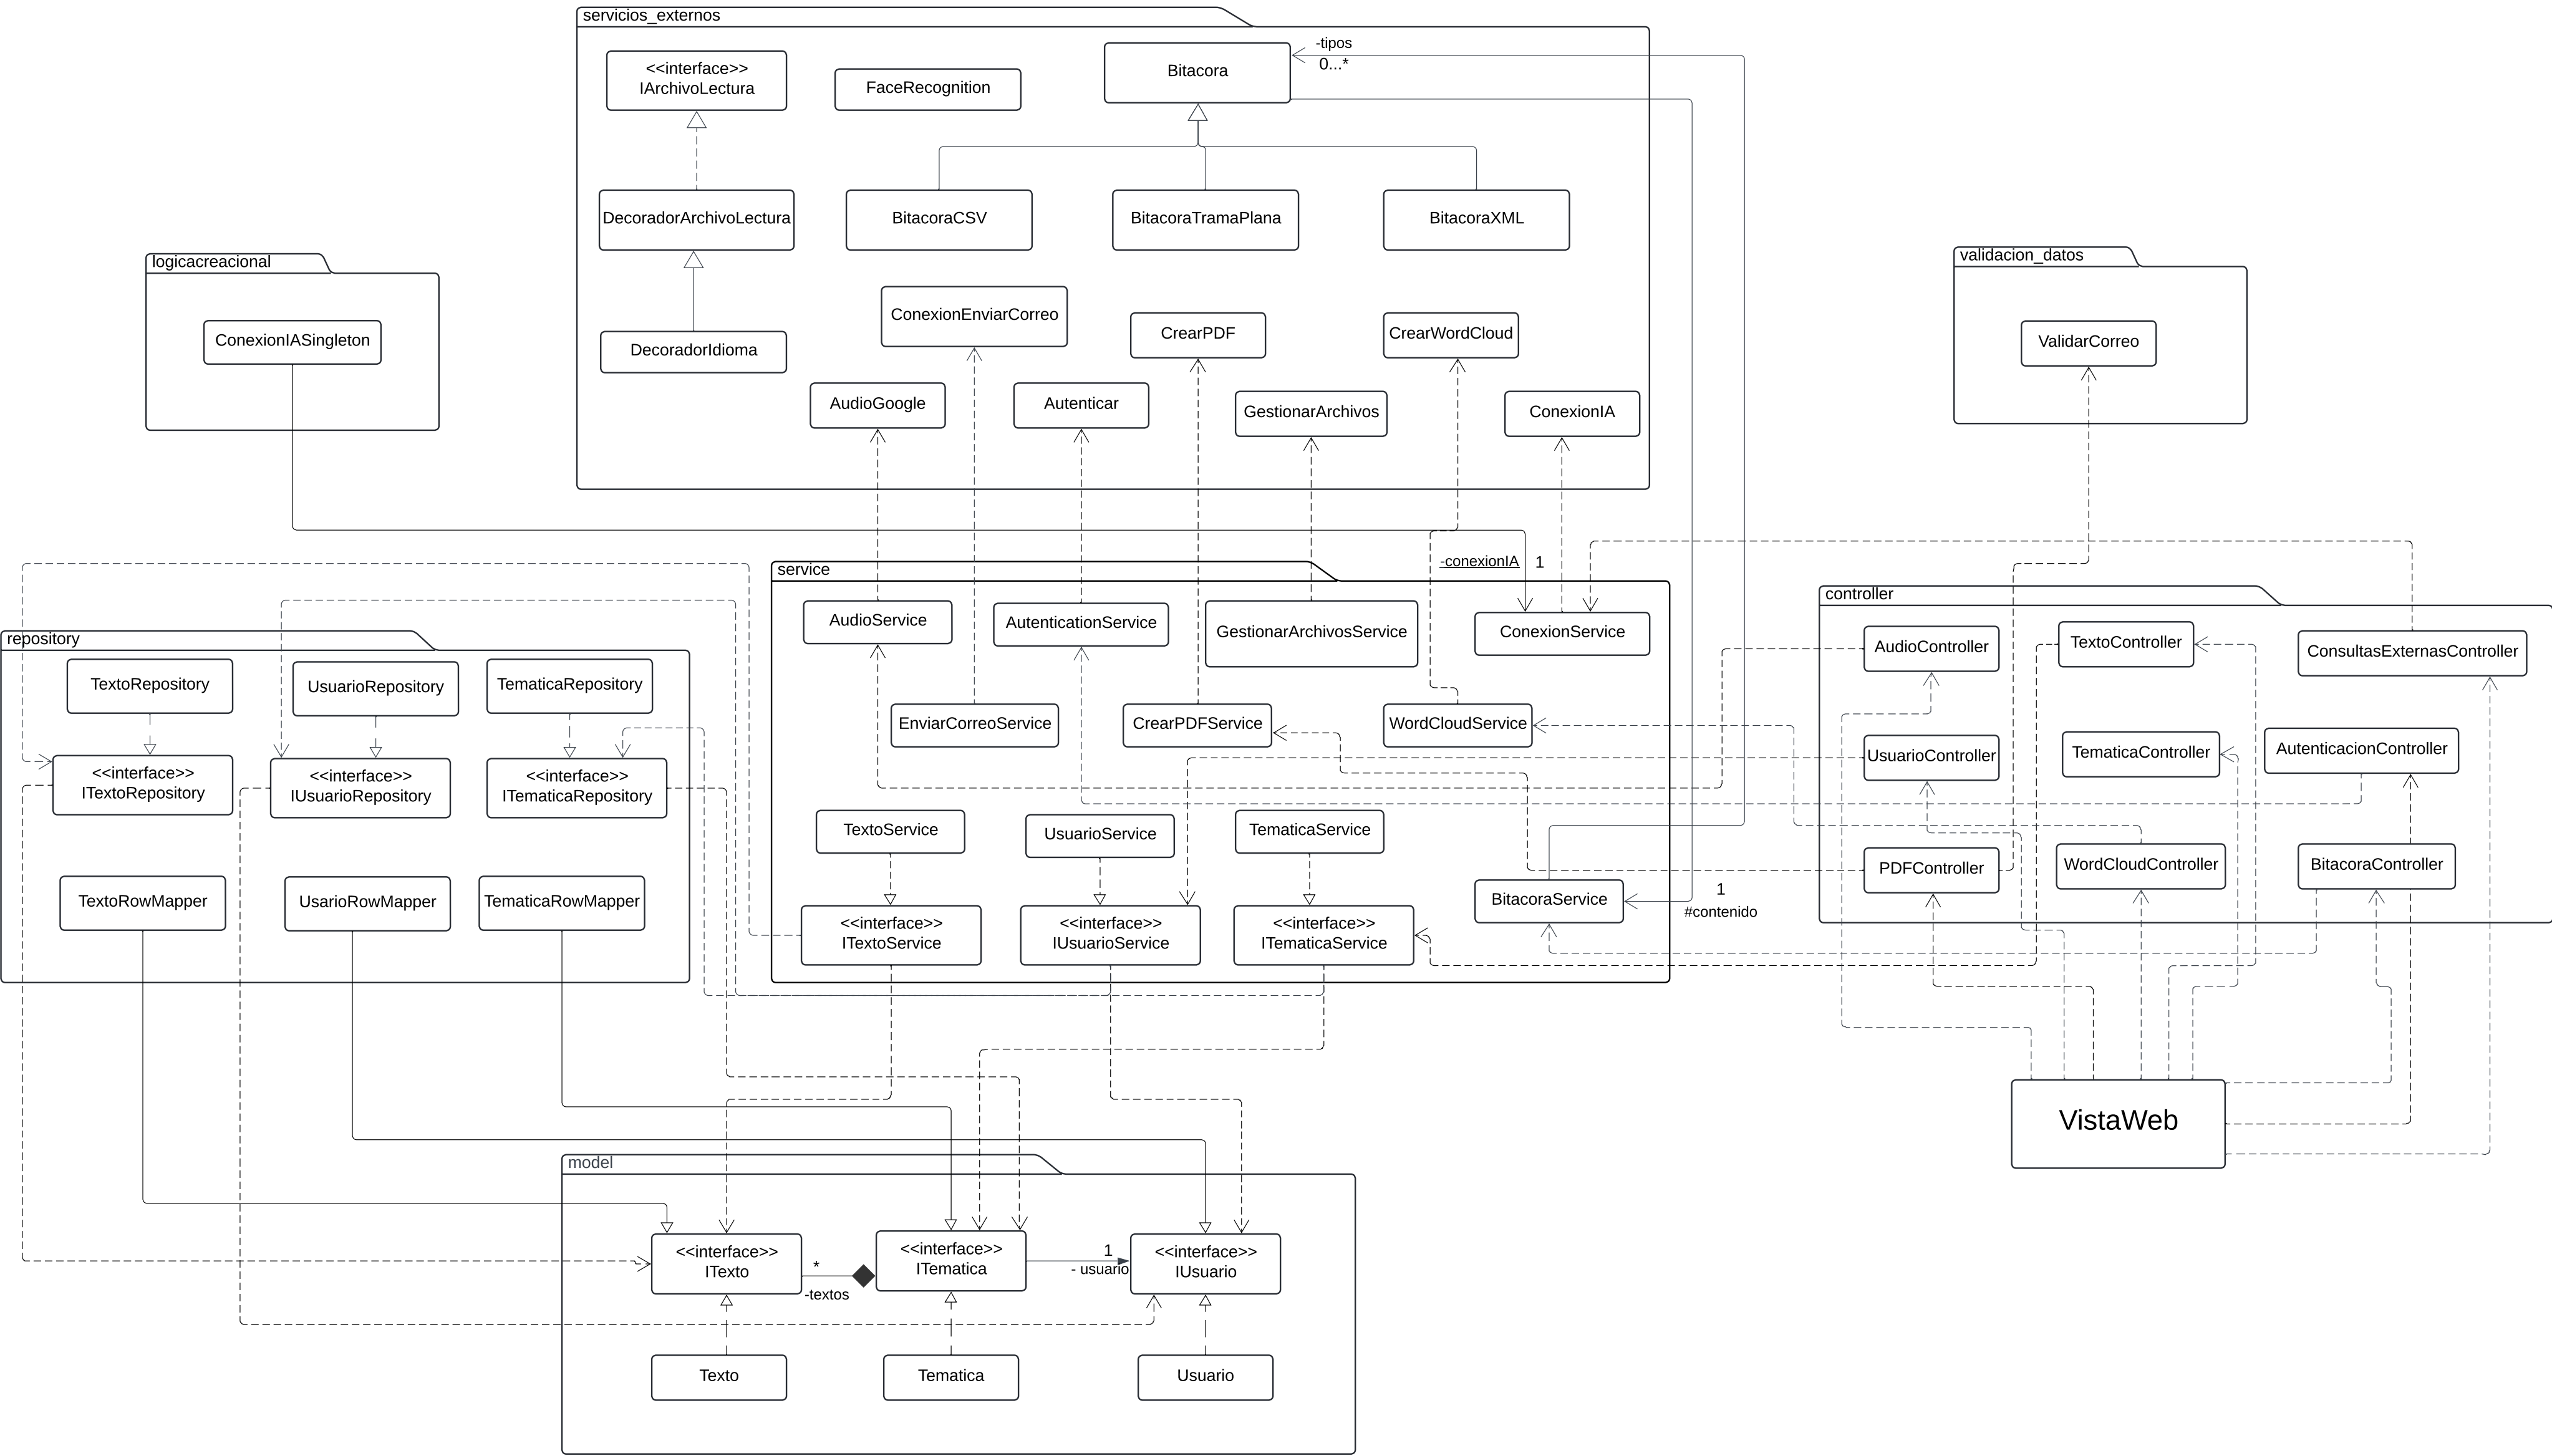 servicios_externos
-tipos
0...*
<<interface>>
IArchivoLectura
FaceRecognition
Bitacora
DecoradorArchivoLectura
BitacoraCSV
BitacoraTramaPlana
BitacoraXML
logicacreacional
validacion_datos
ConexionIASingleton
ConexionEnviarCorreo
CrearPDF
CrearWordCloud
ValidarCorreo
DecoradorIdioma
AudioGoogle
Autenticar
GestionarArchivos
ConexionIA
-conexionIA
1
service
controller
repository
AudioService
AutenticationService
GestionarArchivosService
ConexionService
AudioController
TextoController
ConsultasExternasController
TextoRepository
UsuarioRepository
TematicaRepository
EnviarCorreoService
CrearPDFService
WordCloudService
UsuarioController
TematicaController
AutenticacionController
<<interface>>
ITextoRepository
<<interface>>
IUsuarioRepository
<<interface>>
ITematicaRepository
TextoService
UsuarioService
TematicaService
PDFController
WordCloudController
BitacoraController
TextoRowMapper
UsarioRowMapper
TematicaRowMapper
BitacoraService
1
#contenido
<<interface>>
ITextoService
<<interface>>
IUsuarioService
<<interface>>
ITematicaService
VistaWeb
model
<<interface>>
ITexto
*
-textos
<<interface>>
ITematica
1
- usuario
<<interface>>
IUsuario
Texto
Tematica
Usuario